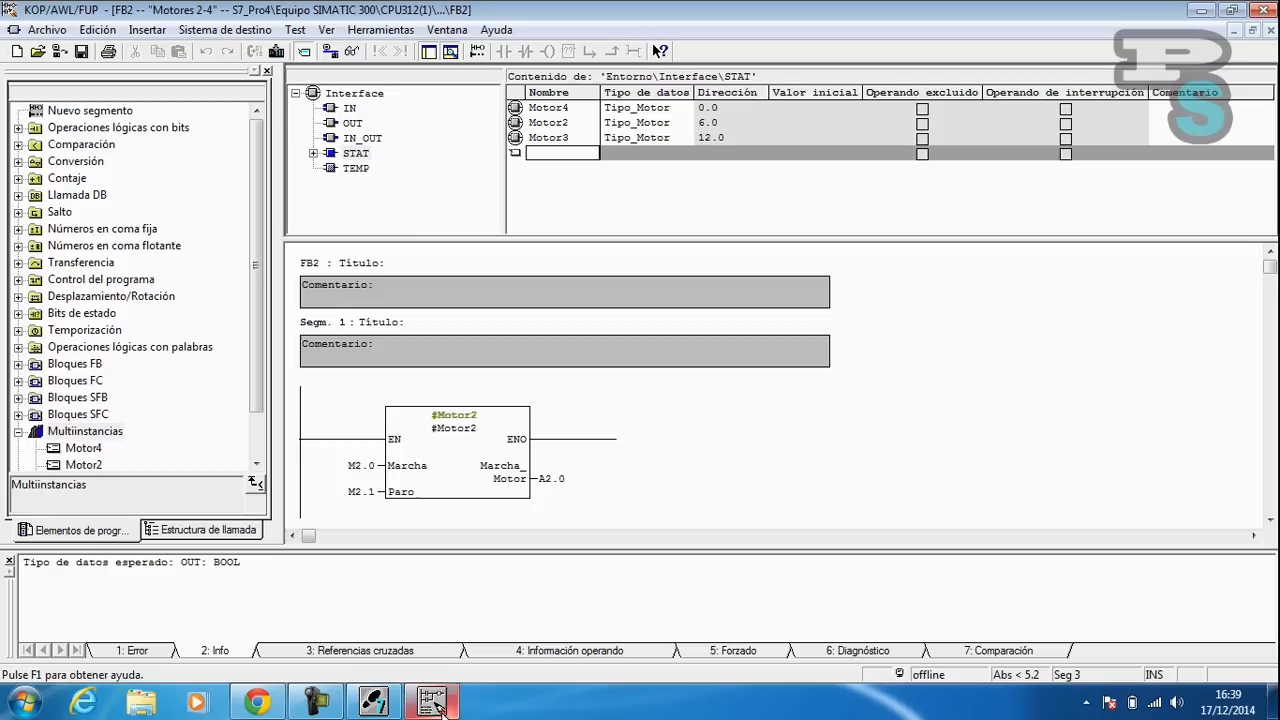 KOP/AWL/FUP - [FB2 -- "Motores 2-4" -- S7_Pro4\Equipo SIMATIC 300\CPU312(1)\...\FB2]
Archivo Edición Insertar Sistema de destino Test Ver Herramientas Ventana Ayuda
Nuevo segmento
Operaciones lógicas con bits
Comparación
Conversión
Contaje
Llamada DB
Salto
Números en coma fija
Números en coma flotante
Transferencia
Control del programa
Desplazamiento/Rotación
Bits de estado
Temporización
Operaciones lógicas con palabras
Bloques FB
Bloques FC
Bloques SFB
Bloques SFC
Multiinstancias
Motor4
Motor2
Multiinstancias
Elementos de progr... Estructura de llamada
Interface
IN
OUT
IN_OUT
STAT
TEMP
Contenido de: 'Entorno\Interface\STAT'
Nombre Tipo de datos Dirección Valor inicial Operando excluido Operando de interrupción Comentario
Motor4 Tipo_Motor 0.0
Motor2 Tipo_Motor 6.0
Motor3 Tipo_Motor 12.0
PS
FB2 : Título:
Comentario:
Segm. 1 : Título:
Comentario:
#Motor2
#Motor2
EN ENO
M2.0 Marcha Marcha_
Motor A2.0
M2.1 Paro
Tipo de datos esperado: OUT: BOOL
1: Error 2: Info 3: Referencias cruzadas 4: Información operando 5: Forzado 6: Diagnóstico 7: Comparación
Pulse F1 para obtener ayuda. offline Abs < 5.2 Seg 3 INS
16:39
17/12/2014